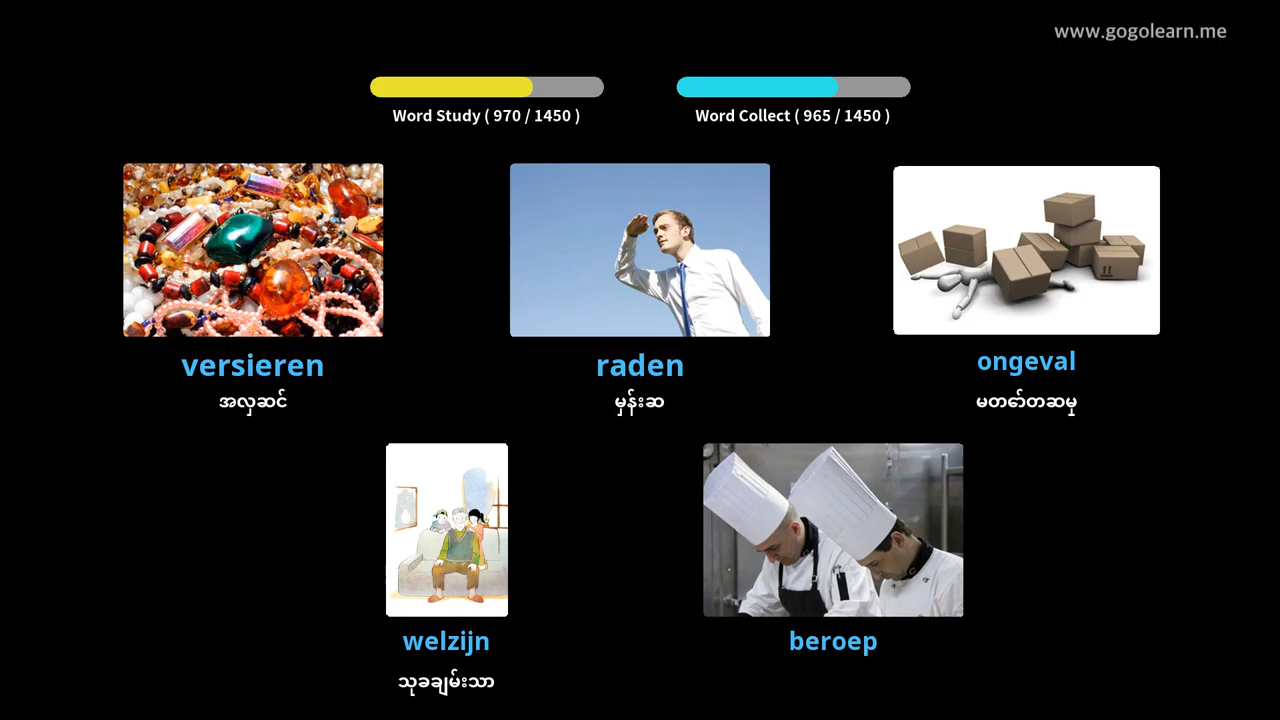 www.gogolearn.me
Word Study ( 970 / 1450 )
Word Collect ( 965 / 1450 )
versieren
အလှဆင်
raden
မှန်းဆ
ongeval
မတော်တဆမှု
welzijn
သုခချမ်းသာ
beroep